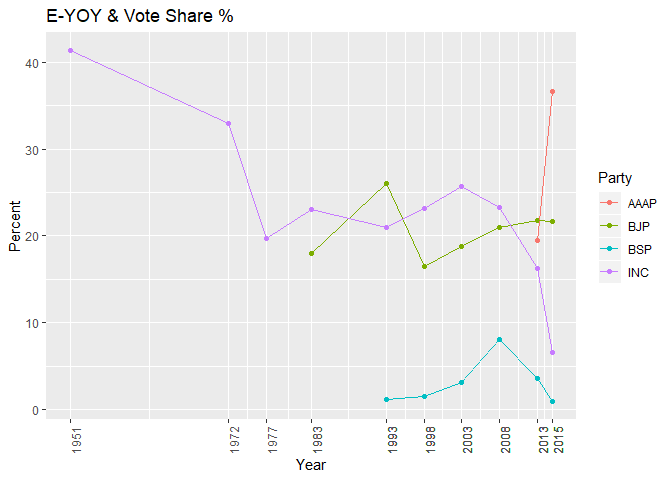 E-YOY & Vote Share %
40
30
20
10
0
Percent
1951
1972
1977
1983
1993
1998
2003
2008
2013
2015
Year
Party
AAAP
BJP
BSP
INC